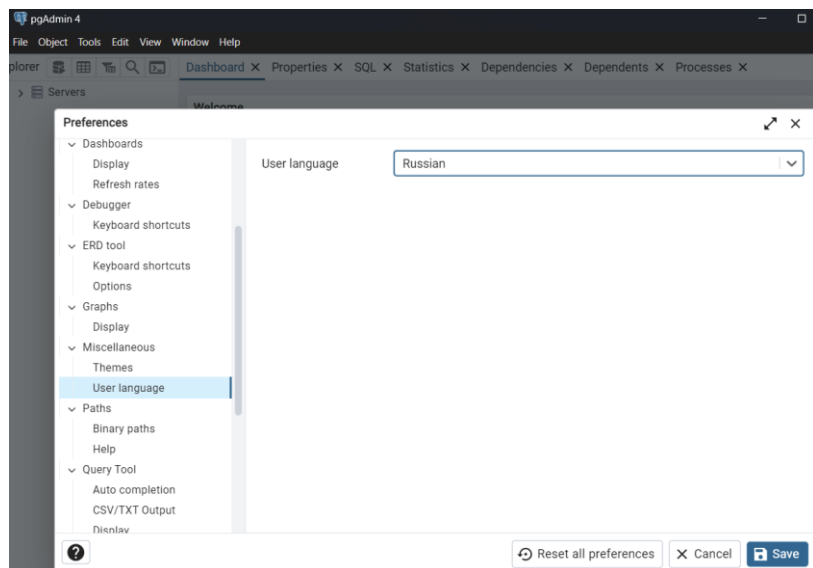 pgAdmin 4
File Object Tools Edit View Window Help
plorer Dashboard Properties SQL Statistics Dependencies Dependents Processes
Servers
Welcome
Preferences
Dashboards
Display
Refresh rates
Debugger
Keyboard shortcuts
ERD tool
Keyboard shortcuts
Options
Graphs
Display
Miscellaneous
Themes
User language
Paths
Binary paths
Help
Query Tool
Auto completion
CSV/TXT Output
Display
User language Russian
Reset all preferences Cancel Save